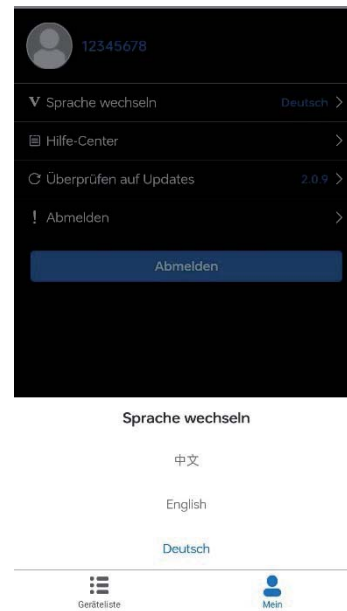 12345678
Sprache wechseln Deutsch
Hilfe-Center
Überprüfen auf Updates 2.0.9
Abmelden
Abmelden
Sprache wechseln
中文
English
Deutsch
Geräteliste Mein